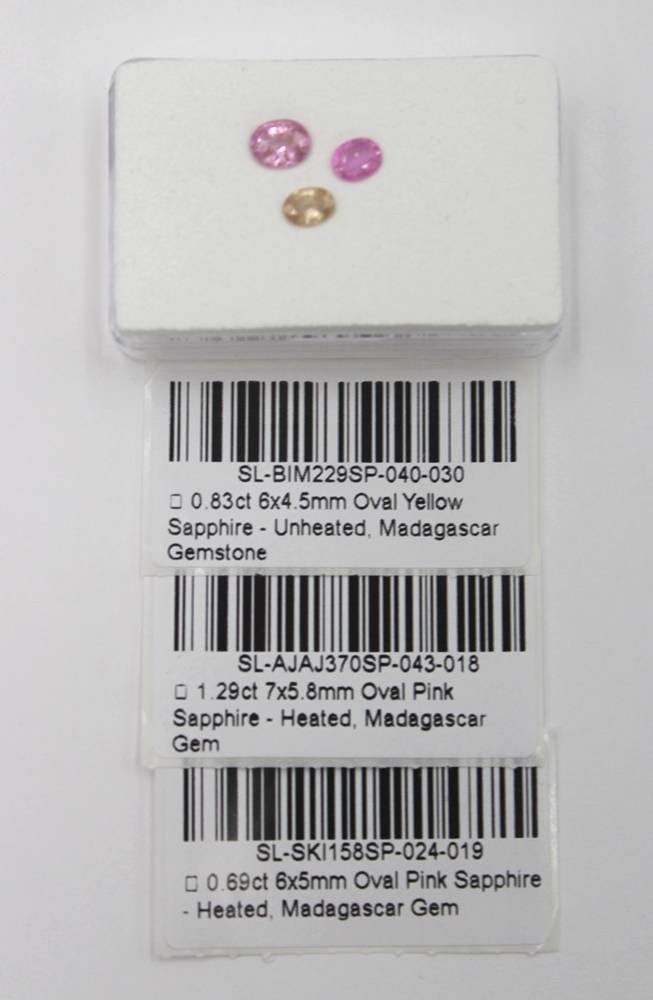 SL-BIM229SP-040-030
□ 0.83ct 6x4.5mm Oval Yellow
Sapphire - Unheated, Madagascar
Gemstone
SL-AJAJ370SP-043-018
□ 1.29ct 7x5.8mm Oval Pink
Sapphire - Heated, Madagascar
Gem
SL-SKI158SP-024-019
□ 0.69ct 6x5mm Oval Pink Sapphire
- Heated, Madagascar Gem